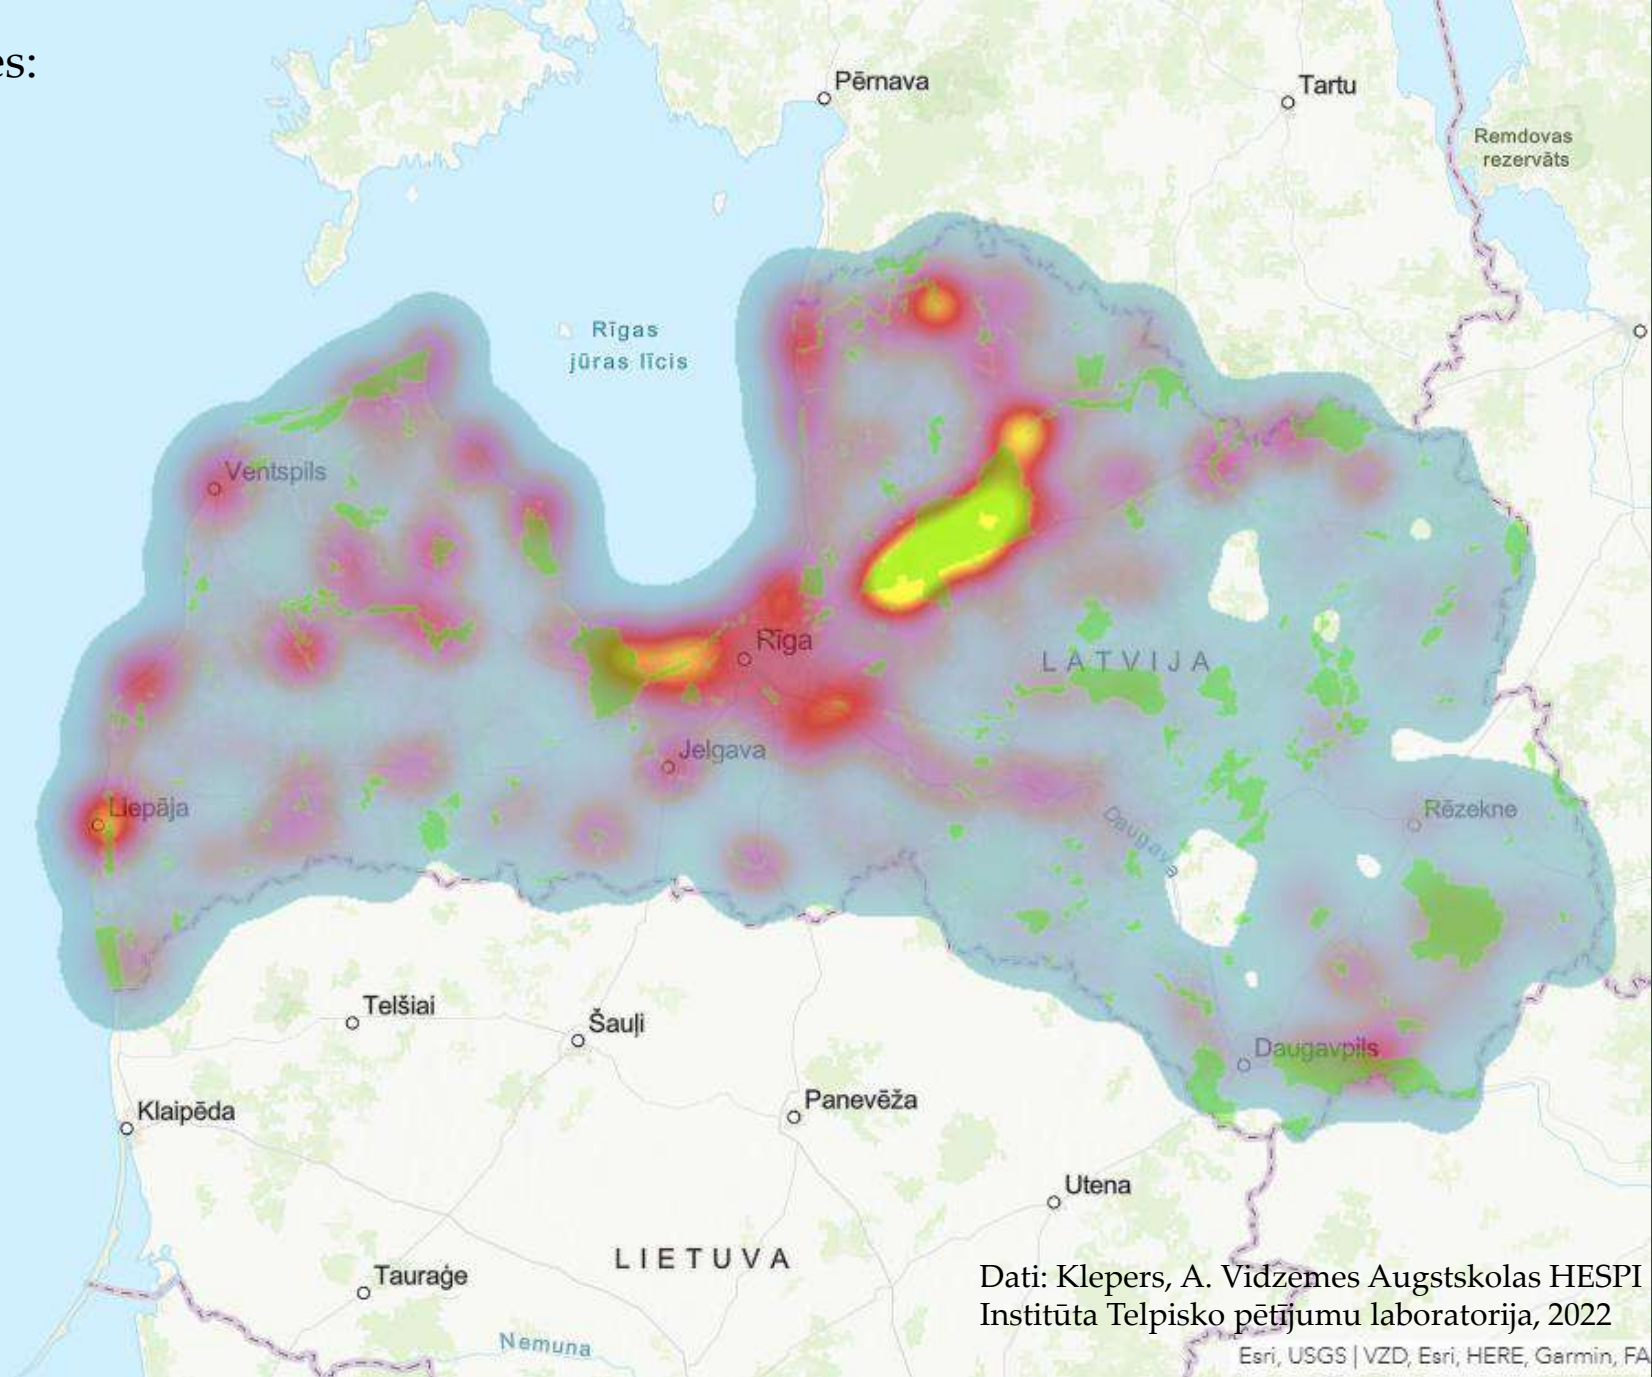 es:
Pērnava
Tartu
Remdovas
rezervāts
Rīgas
jūras līcis
Ventspils
Rīga
LATVIJA
Jelgava
Liepāja
Daugava
Rēzekne
Telšiai
Šauļi
Daugavpils
Klaipēda
Panevēža
Utena
LIETUVA
Tauraģe
Nemuna
Dati: Klepers, A. Vidzemes Augstskolas HESPI
Institūta Telpisko pētījumu laboratorija, 2022
Esri, USGS | VZD, Esri, HERE, Garmin, FA